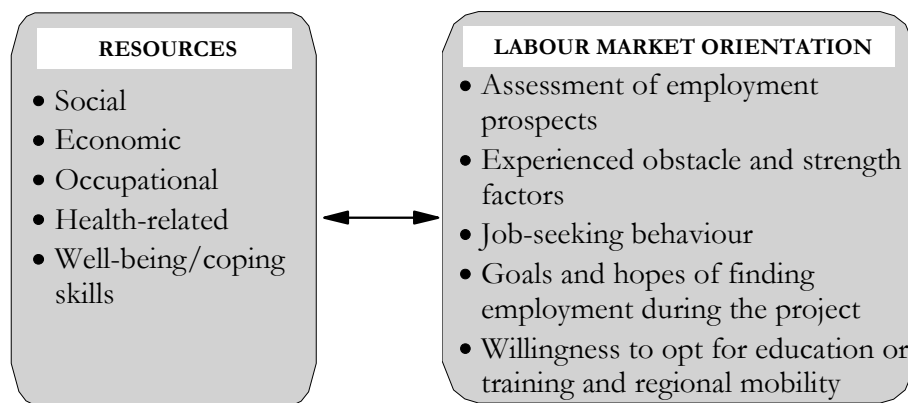 RESOURCES
• Social
• Economic
• Occupational
• Health-related
• Well-being/coping
skills
LABOUR MARKET ORIENTATION
• Assessment of employment
prospects
• Experienced obstacle and strength
factors
• Job-seeking behaviour
• Goals and hopes of finding
employment during the project
• Willingness to opt for education or
training and regional mobility